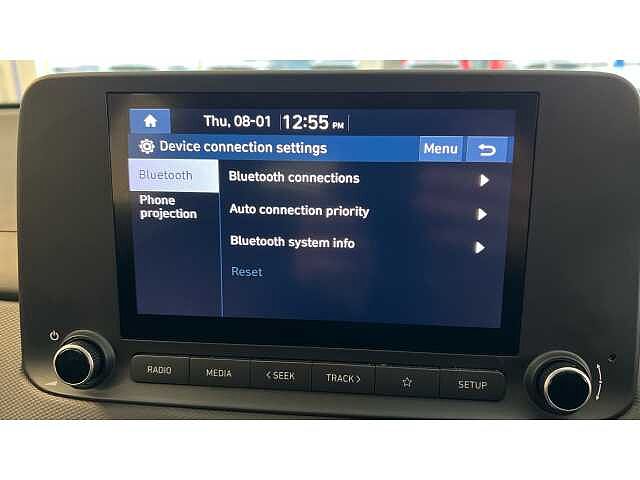 Thu, 08-01 12:55 PM
Device connection settings Menu
Bluetooth
Phone
projection
Bluetooth connections
Auto connection priority
Bluetooth system info
Reset
RADIO MEDIA < SEEK TRACK > SETUP